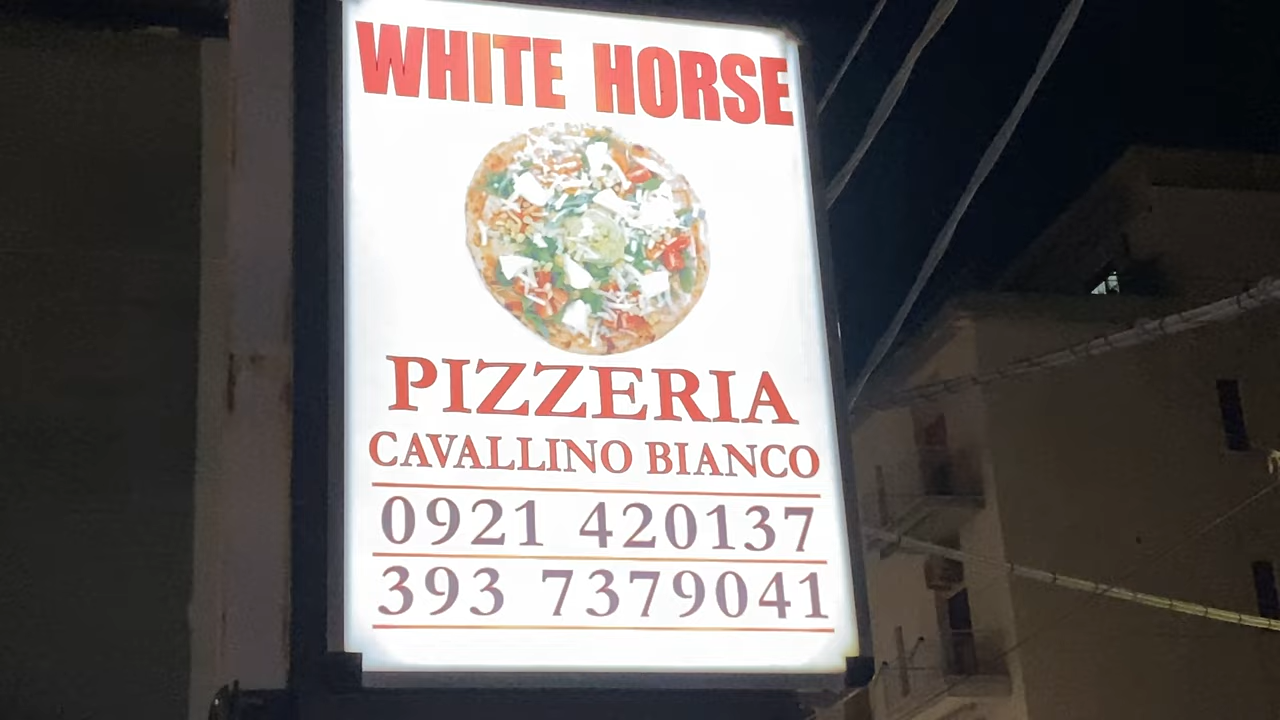 WHITE HORSE
PIZZERIA
CAVALLINO BIANCO
0921 420137
393 7379041